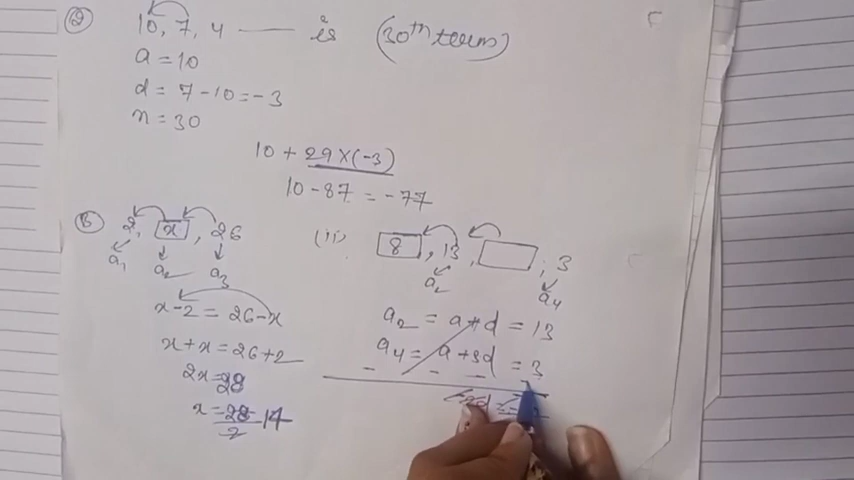 ② 10, 7, 4 —— is (30th term)
a = 10
d = 7 - 10 = -3
n = 30
10 + 29 × (-3)
10 - 87 = -77
③ 2, x, 26
a1 a2 a3
x - 2 = 26 - x
x + x = 26 + 2
2x = 28
x = 28/2 14
(ii) 8, 13, , 3
a2 a4
a2 = a + d = 13
a4 = a + 3d = 3
- - -